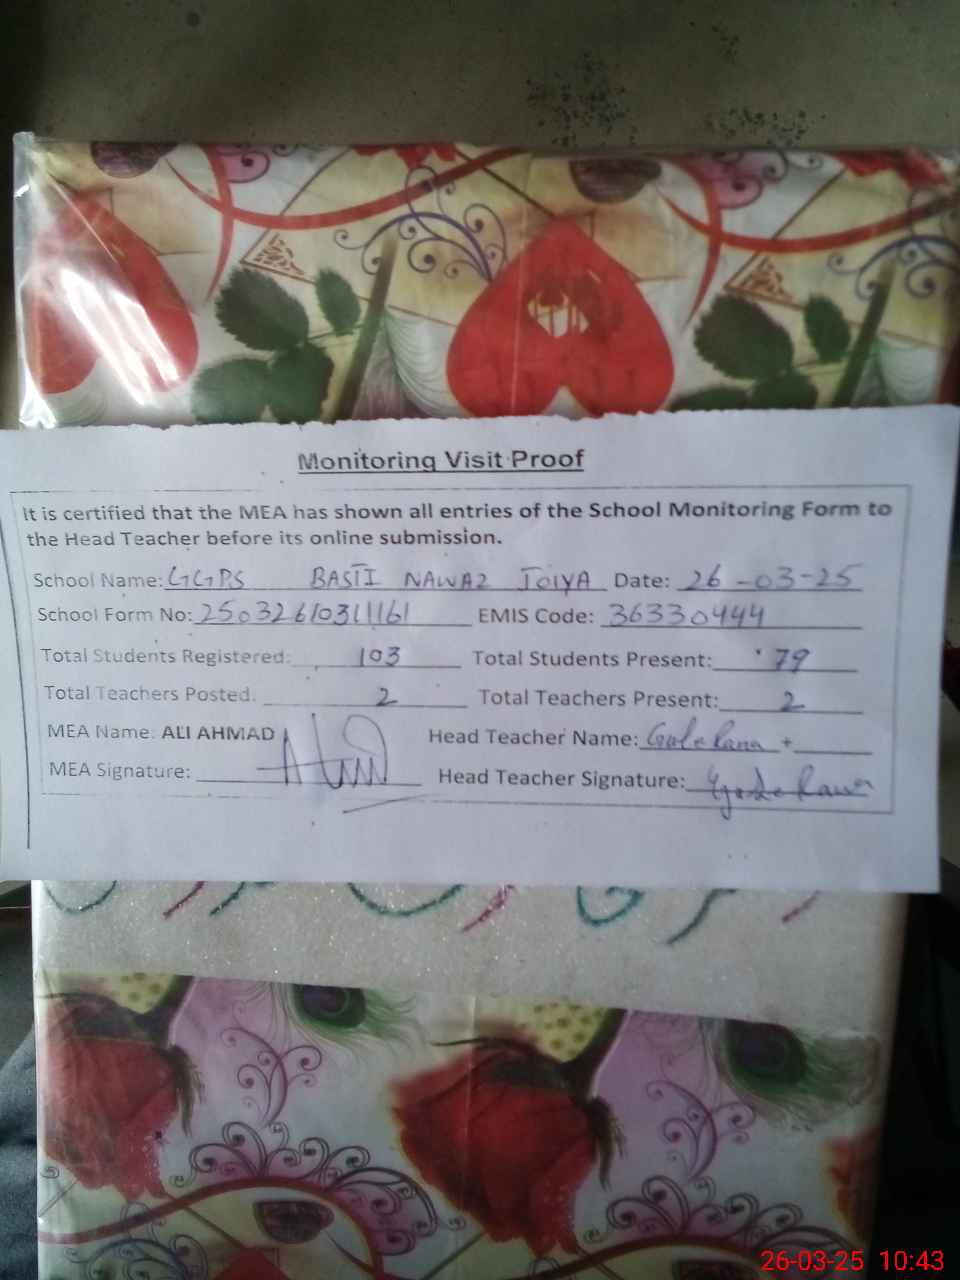 Monitoring Visit Proof
It is certified that the MEA has shown all entries of the School Monitoring Form to
the Head Teacher before its online submission.
School Name: GGPS BASTI NAWAZ JOIYA Date: 26-03-25
School Form No: 25032610311161 EMIS Code: 36330444
Total Students Registered: 103 Total Students Present: 79
Total Teachers Posted: 2 Total Teachers Present: 2
MEA Name: ALI AHMAD Head Teacher Name: Gul e Rana +
MEA Signature: Head Teacher Signature: Gul e Rana
26-03-25 10:43